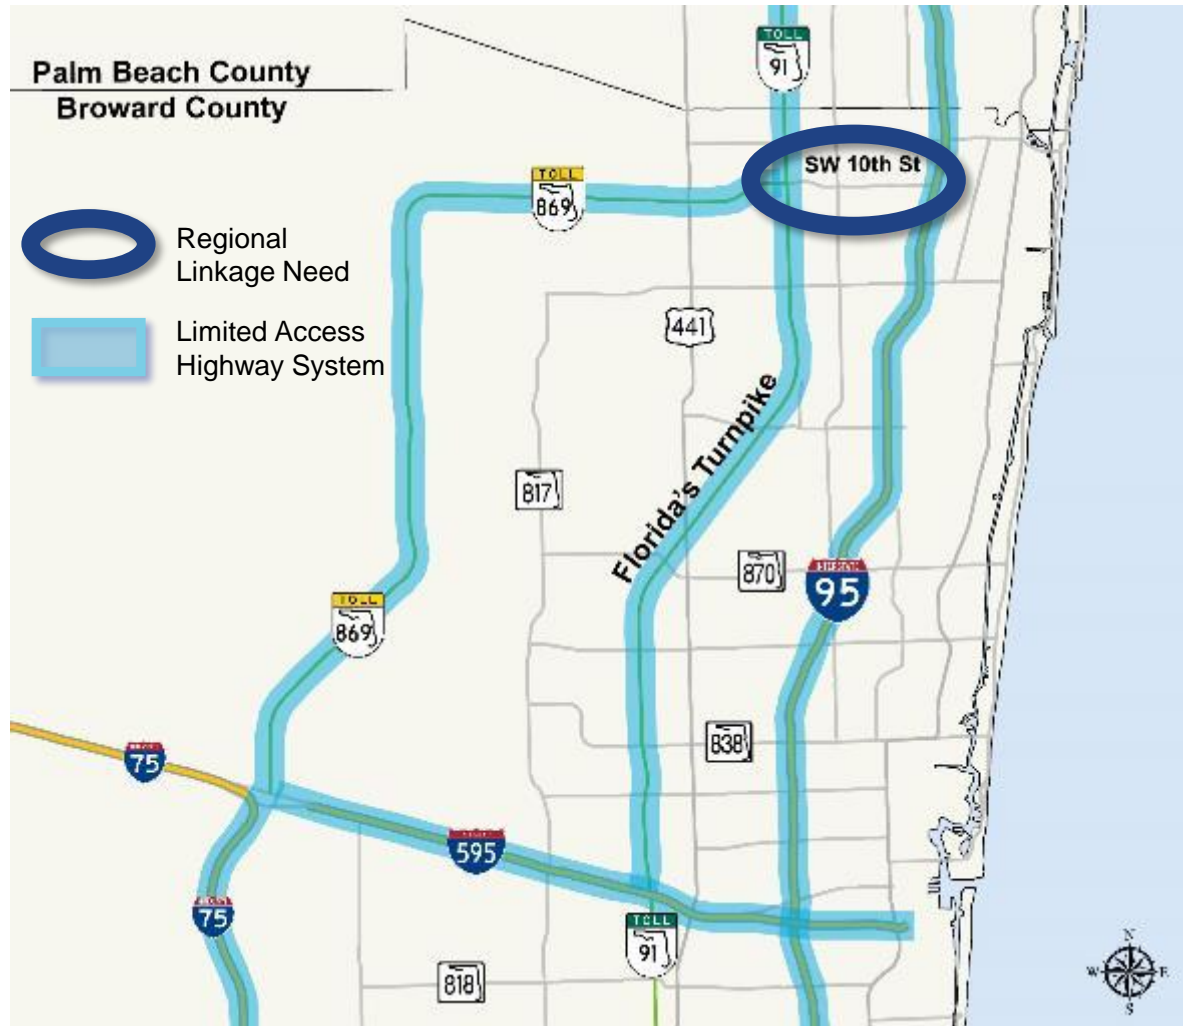 TOLL
91
Palm Beach County
Broward County
SW 10th St
TOLL
869
Regional
Linkage Need
441
Limited Access
Highway System
Florida's Turnpike
817
870
INTERSTATE
95
TOLL
869
838
75
595
75
TOLL
91
818
N
W E
S